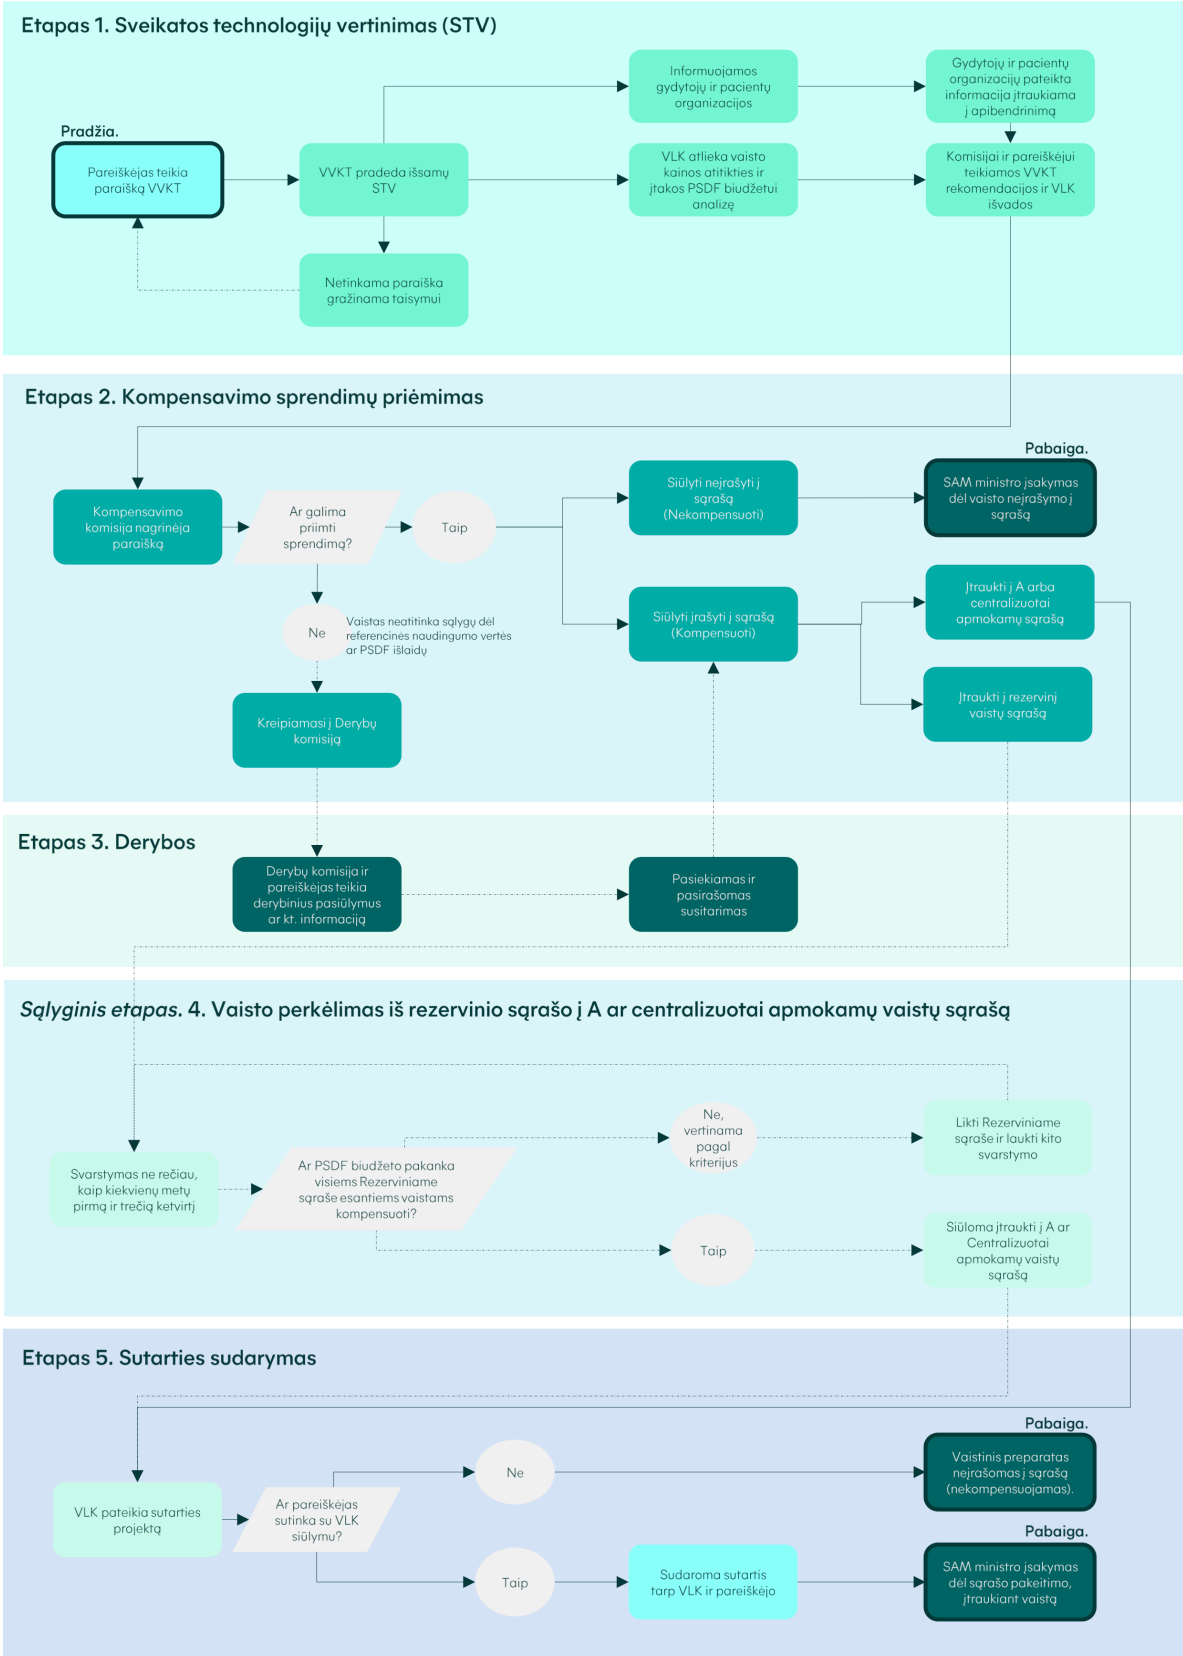 Etapas 1. Sveikatos technologijų vertinimas (STV)
Informuojamos
gydytojų ir pacientų
organizacijos
Gydytojų ir pacientų
organizacijų pateikta
informacija įtraukiama
į apibendrinimą
Pradžia.
Pareiškėjas teikia
paraišką VVKT
VVKT pradeda išsamų
STV
VLK atlieka vaisto
kainos atitikties ir
įtakos PSDF biudžetui
analizę
Komisijai ir pareiškėjui
teikiamos VVKT
rekomendacijos ir VLK
išvados
Netinkama paraiška
gražinama taisymui
Etapas 2. Kompensavimo sprendimų priėmimas
Pabaiga.
Kompensavimo
komisija nagrinėja
paraišką
Ar galima
priimti
sprendimą?
Taip
Siūlyti neįrašyti į
sąrašą
(Nekompensuoti)
SAM ministro įsakymas
dėl vaisto neįrašymo į
sąrašą
Ne
Vaistas neatitinka sąlygų dėl
referencinės naudingumo vertės
ar PSDF išlaidų
Siūlyti įrašyti į sąrašą
(Kompensuoti)
Įtraukti į A arba
centralizuotai
apmokamų sąrašą
Įtraukti į rezervinį
vaistų sąrašą
Kreipiamasi į Derybų
komisiją
Etapas 3. Derybos
Derybų komisija ir
pareiškėjas teikia
derybinius pasiūlymus
ar kt. informaciją
Pasiekiamas ir
pasirašomas
susitarimas
Sąlyginis etapas. 4. Vaisto perkėlimas iš rezervinio sąrašo į A ar centralizuotai apmokamų vaistų sąrašą
Ne,
vertinama
pagal
kriterijus
Likti Rezerviniame
sąraše ir laukti kito
svarstymo
Svarstymas ne rečiau,
kaip kiekvienų metų
pirmą ir trečią ketvirtį
Ar PSDF biudžeto pakanka
visiems Rezerviniame
sąraše esantiems vaistams
kompensuoti?
Taip
Siūloma įtraukti į A ar
Centralizuotai
apmokamų vaistų
sąrašą
Etapas 5. Sutarties sudarymas
Pabaiga.
Ne
Vaistinis preparatas
neįrašomas į sąrašą
(nekompensuojamas).
VLK pateikia sutarties
projektą
Ar pareiškėjas
sutinka su VLK
siūlymu?
Pabaiga.
Taip
Sudaroma sutartis
tarp VLK ir pareiškėjo
SAM ministro įsakymas
dėl sąrašo pakeitimo,
įtraukiant vaistą